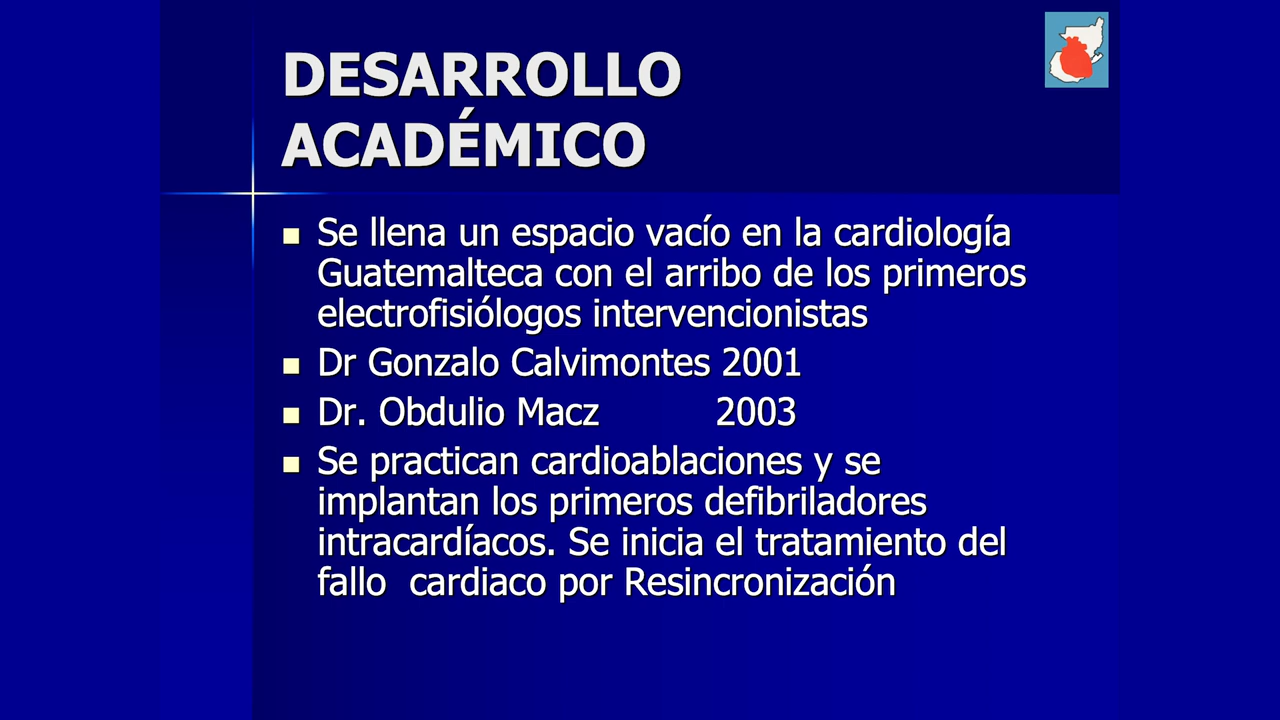 DESARROLLO
ACADÉMICO
Se llena un espacio vacío en la cardiología
Guatemalteca con el arribo de los primeros
electrofisiólogos intervencionistas
Dr Gonzalo Calvimontes 2001
Dr. Obdulio Macz 2003
Se practican cardioablaciones y se
implantan los primeros defibriladores
intracardíacos. Se inicia el tratamiento del
fallo cardiaco por Resincronización